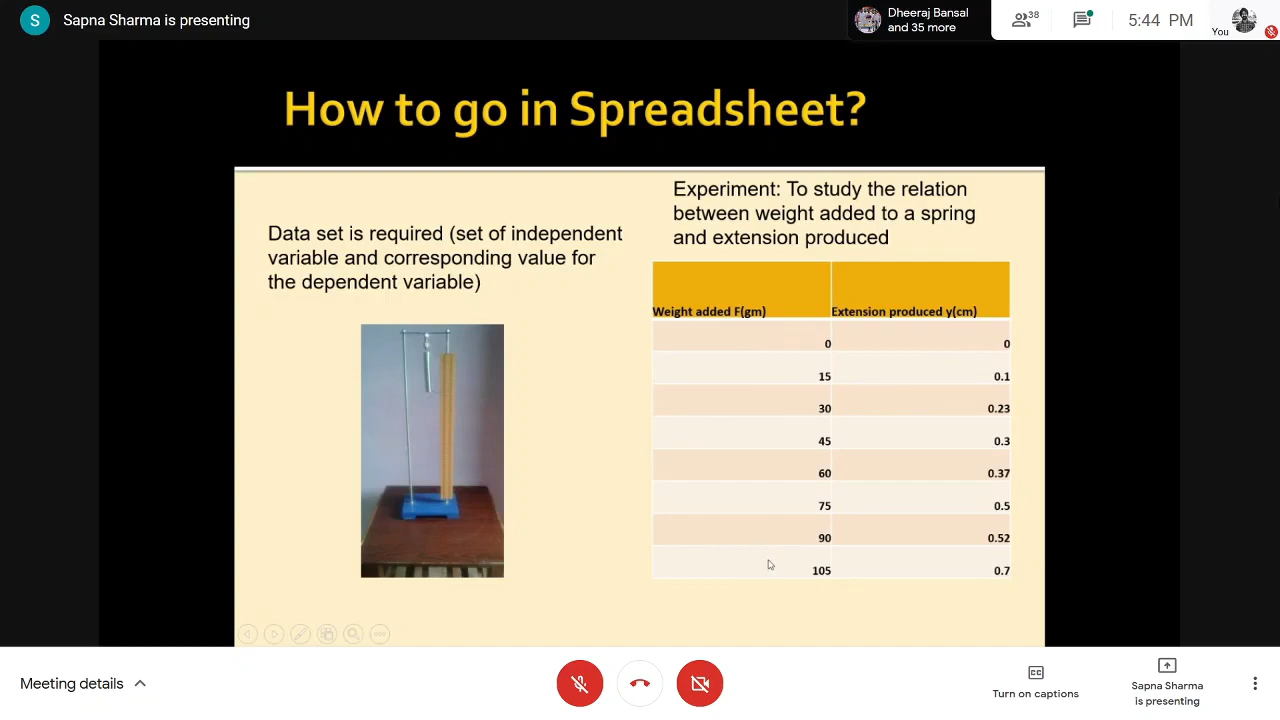 S Sapna Sharma is presenting
Dheeraj Bansal
and 35 more
38
5:44 PM
You
How to go in Spreadsheet?
Data set is required (set of independent
variable and corresponding value for
the dependent variable)
Experiment: To study the relation
between weight added to a spring
and extension produced
Weight added F(gm) Extension produced y(cm)
0 0
15 0.1
30 0.23
45 0.3
60 0.37
75 0.5
90 0.52
105 0.7
Meeting details
CC
Turn on captions
Sapna Sharma
is presenting